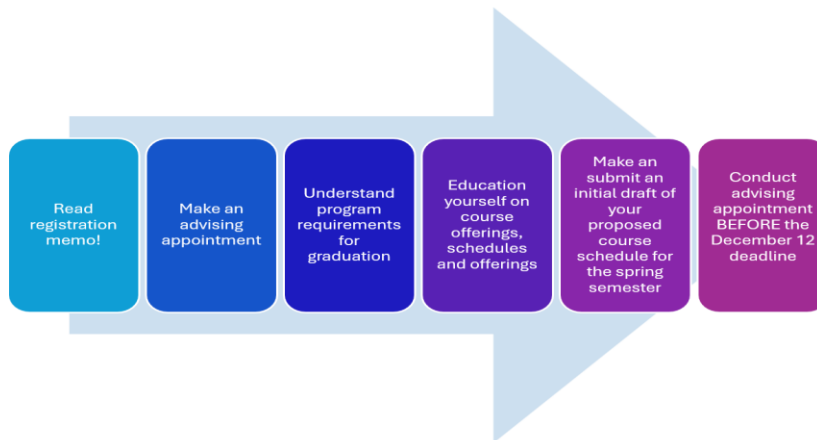 Read
registration
memo!
Make an
advising
appointment
Understand
program
requirements
for
graduation
Education
yourself on
course
offerings,
schedules
and offerings
Make an
submit an
initial draft of
your
proposed
course
schedule for
the spring
semester
Conduct
advising
appointment
BEFORE the
December 12
deadline